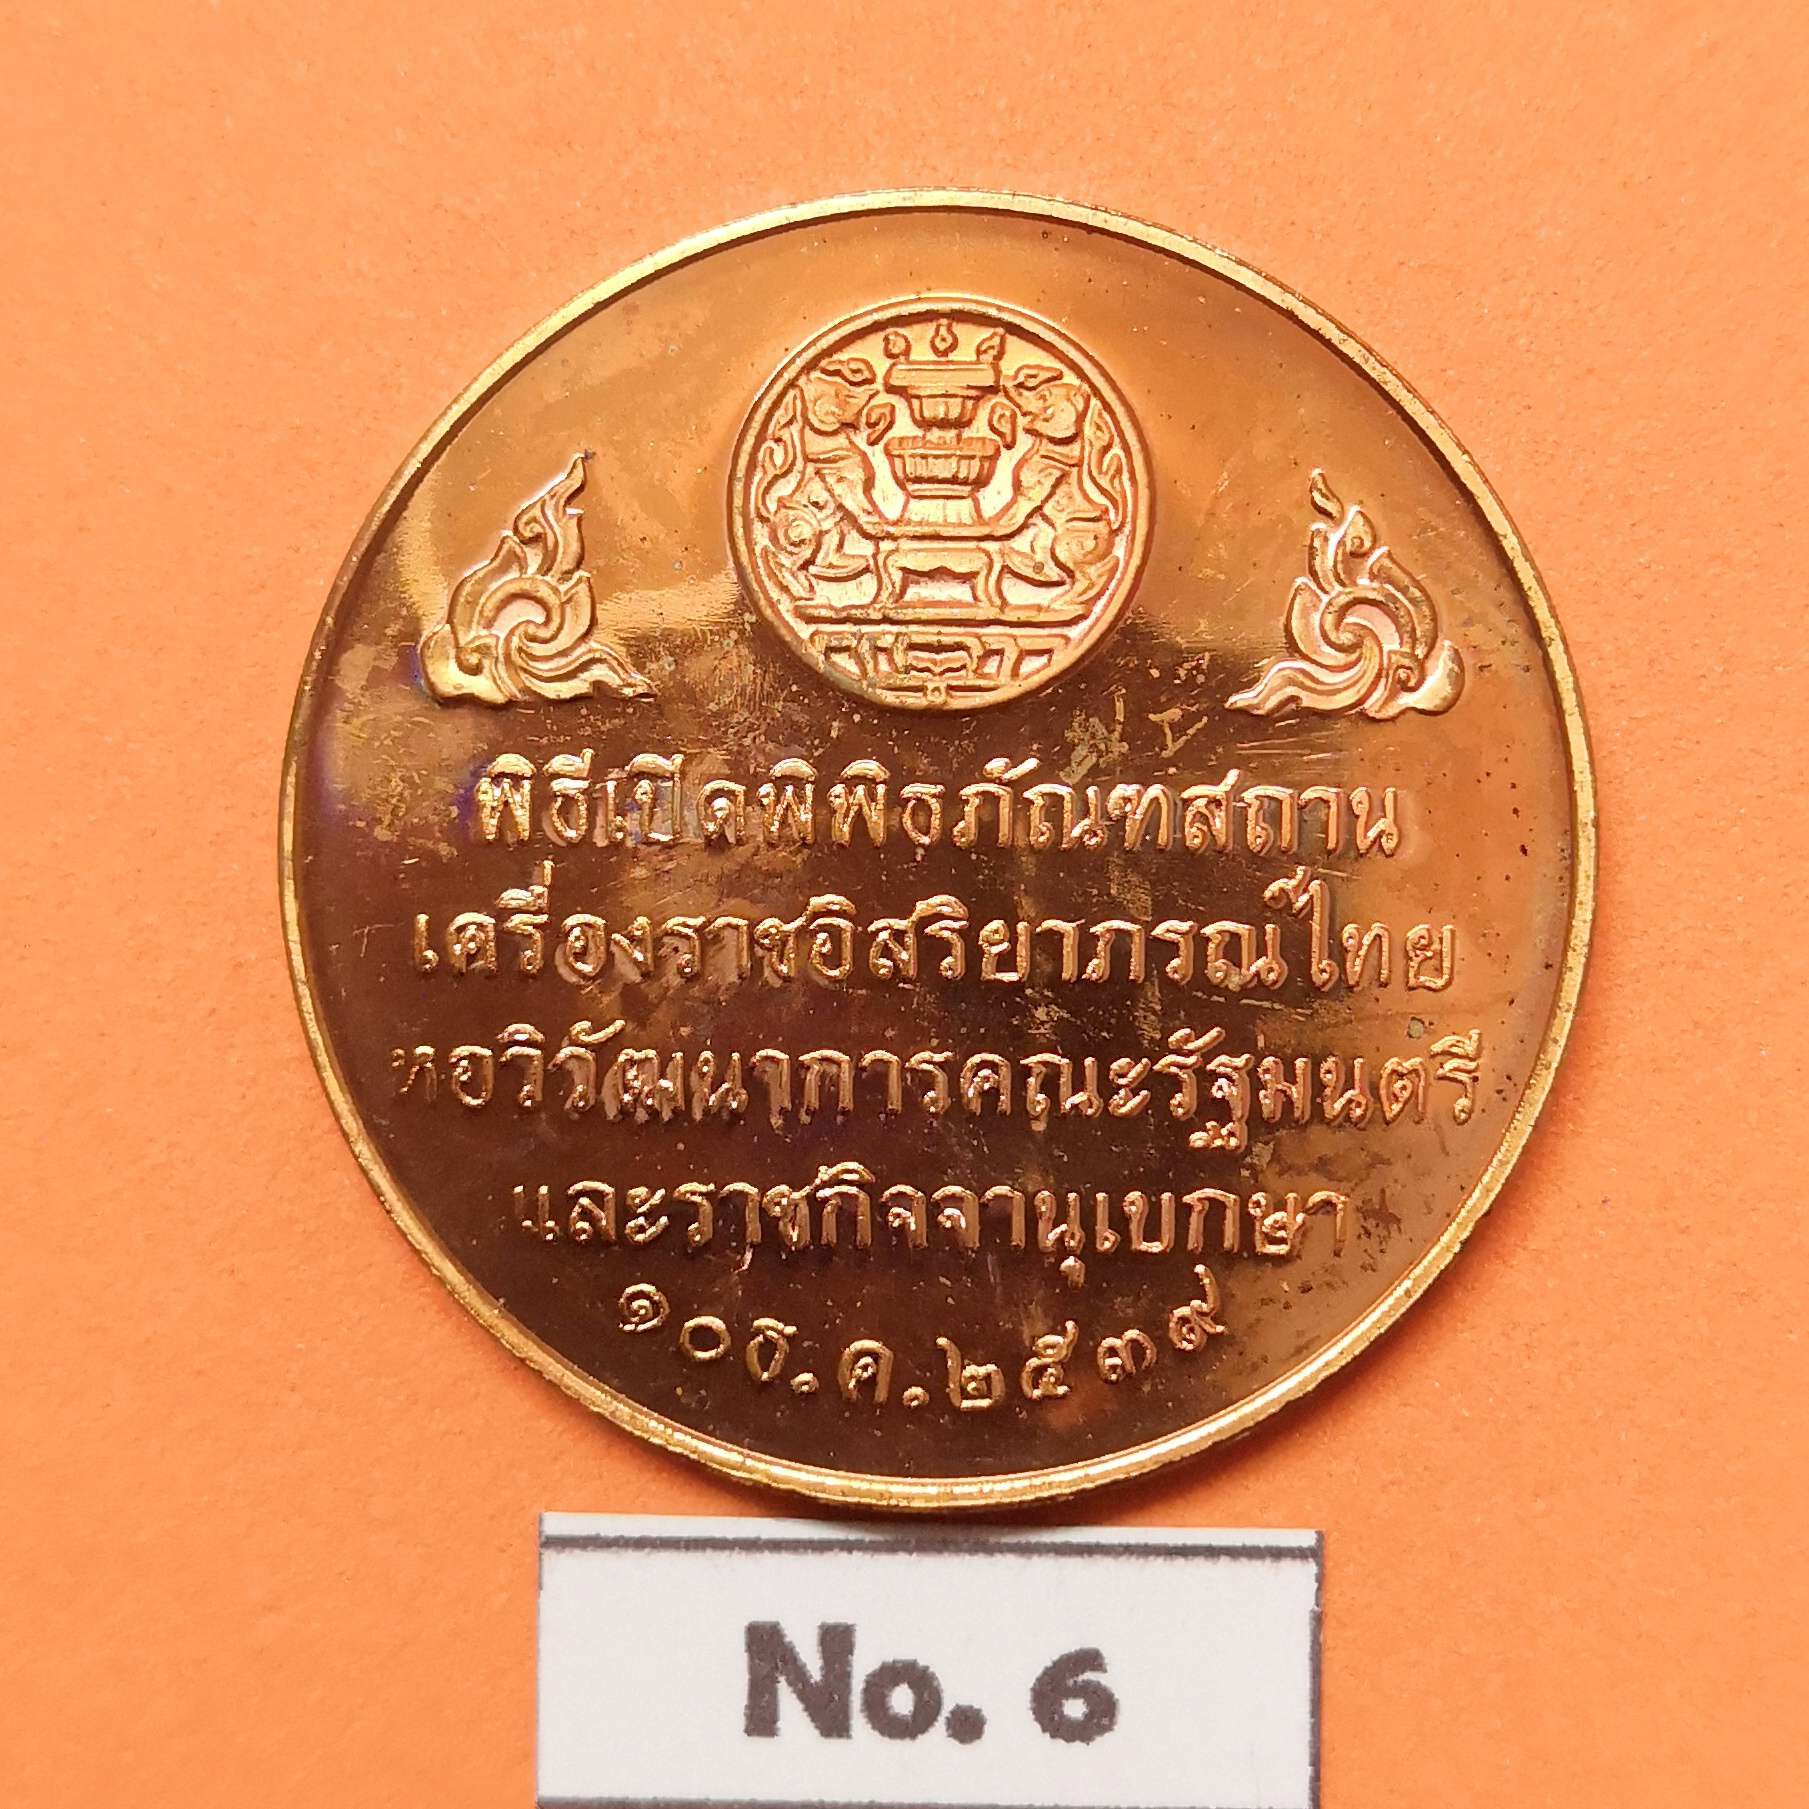 พิธีเปิดพิพิธภัณฑสถาน
เครื่องราชอิสริยาภรณ์ไทย
หอวิวัฒนาการคณะรัฐมนตรี
และราชกิจจานุเบกษา
๑๐ ธ.ค. ๒๕๓๙
No. 6